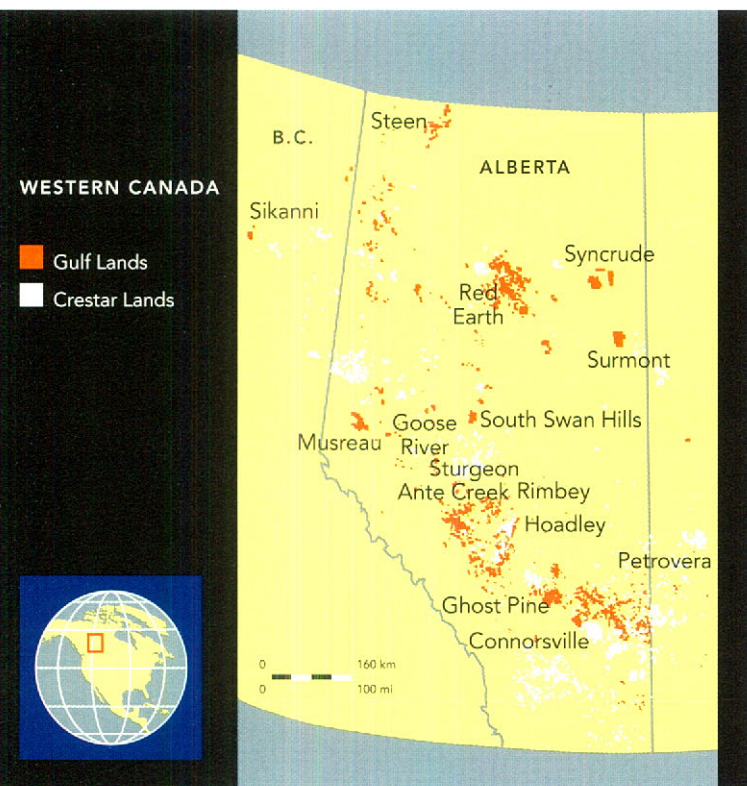 WESTERN CANADA
Gulf Lands
Crestar Lands
B.C.
ALBERTA
Steen
Sikanni
Syncrude
Red
Earth
Surmont
South Swan Hills
Goose
River
Musreau
Sturgeon
Ante Creek
Rimbey
Hoadley
Petrovera
Ghost Pine
Connorsville
0
160 km
0
100 mi